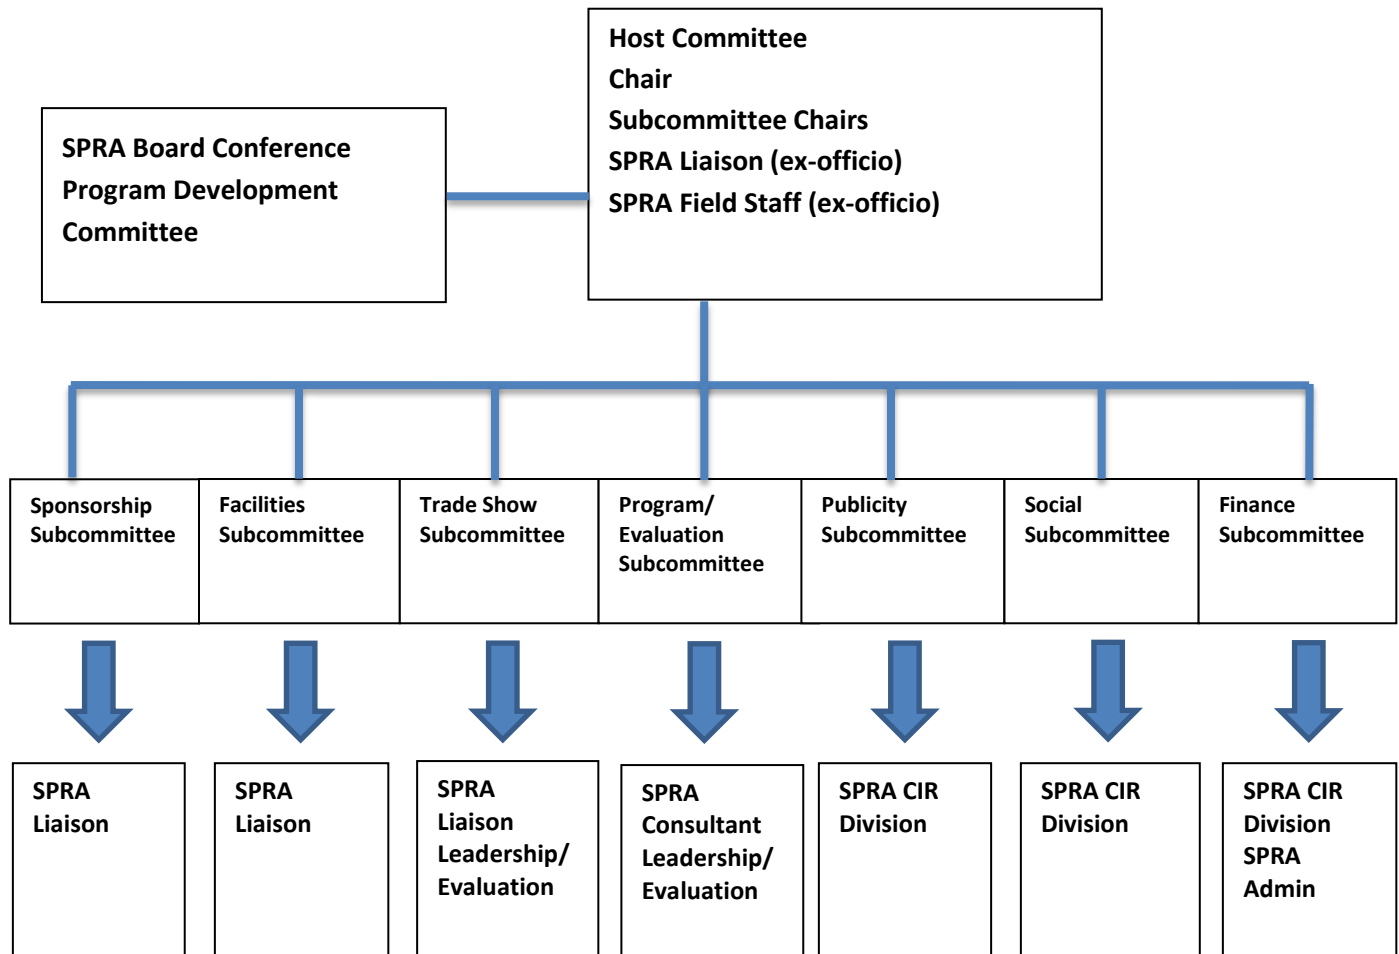 Host Committee
Chair
Subcommittee Chairs
SPRA Liaison (ex-officio)
SPRA Field Staff (ex-officio)
SPRA Board Conference
Program Development
Committee
Sponsorship
Subcommittee
Facilities
Subcommittee
Trade Show
Subcommittee
Program/
Evaluation
Subcommittee
Publicity
Subcommittee
Social
Subcommittee
Finance
Subcommittee
SPRA
Liaison
SPRA
Liaison
SPRA
Liaison
Leadership/
Evaluation
SPRA
Consultant
Leadership/
Evaluation
SPRA CIR
Division
SPRA CIR
Division
SPRA CIR
Division
SPRA
Admin